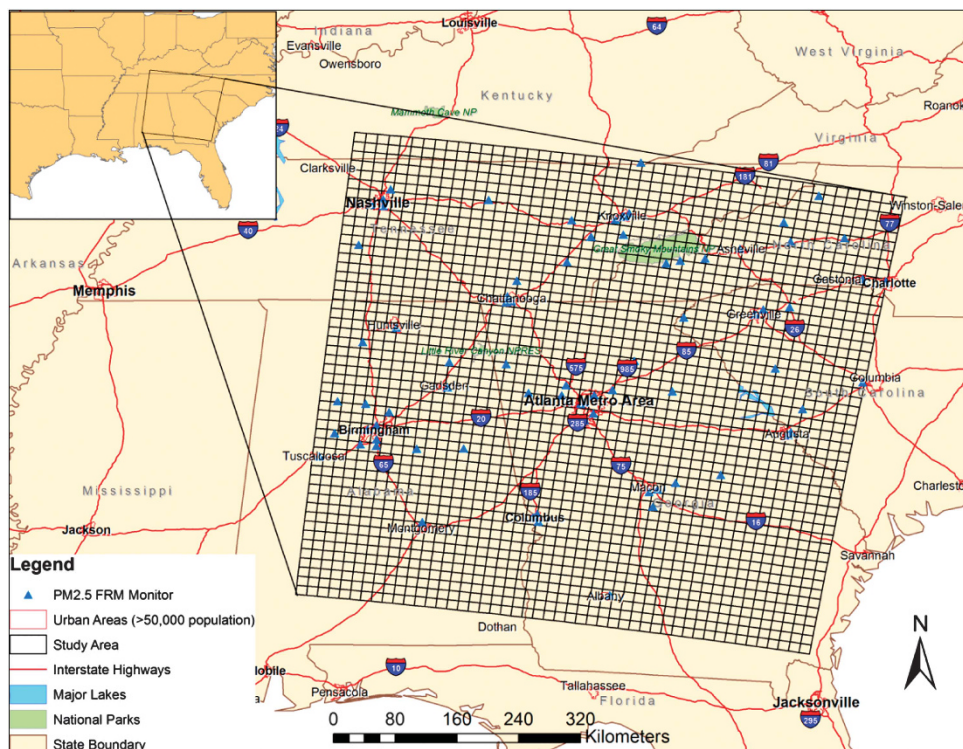 Louisville
64
Indiana
Evansville
Owensboro
West Virginia
Kentucky
Roanok
Mammoth Cave NP
24
Virginia
81
Clarksville
181
Nashville
Winston-Sale
77
Knoxville
40
Tennessee
Great Smoky Mountains NP
Asheville
North Carolina
Arkansas
Gastonia
Charlotte
Memphis
Chattanooga
Greenville
Huntsville
26
Little River Canyon NPRES
85
575
985
Gadsden
Columbia
South Carolina
Atlanta Metro Area
20
285
Birmingham
Augusta
Tuscaloosa
65
75
Mississippi
Alabama
Macon
Charlest
185
Georgia
Columbus
16
Jackson
Montgomery
Savannah
Legend
PM2.5 FRM Monitor
Albany
Urban Areas (>50,000 population)
Dothan
N
Study Area
Interstate Highways
obile
10
Major Lakes
a
Pensacola
Tallahassee
Florida
Jacksonville
National Parks
295
0 40 80 160 240 320
Kilometers
State Boundary